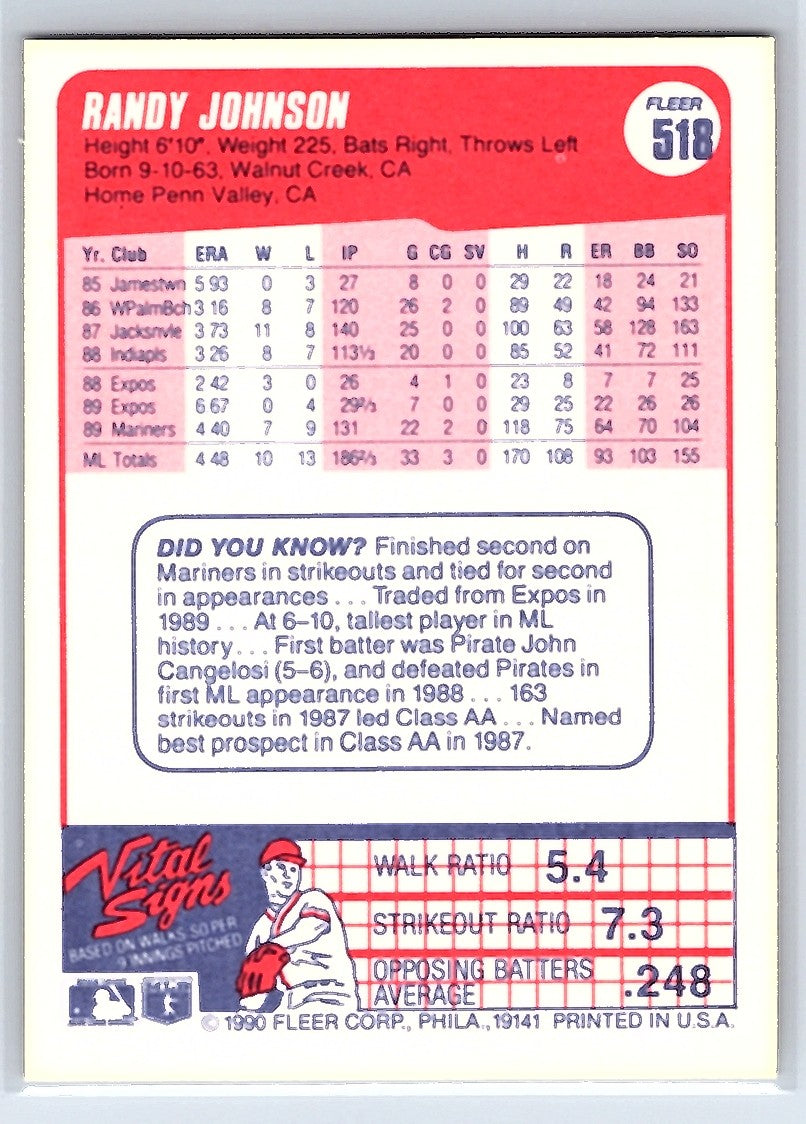 RANDY JOHNSON
FLEER
518
Height 6'10", Weight 225, Bats Right, Throws Left
Born 9-10-63, Walnut Creek, CA
Home Penn Valley, CA
Yr. Club ERA W L IP G CG SV H R ER BB SO
85 Jamestwn 5 93 0 3 27 8 0 0 29 22 18 24 21
86 WPalmBch 3 16 8 7 120 26 2 0 89 49 42 94 133
87 Jacksnvle 3 73 11 8 140 25 0 0 100 63 58 128 163
88 Indiapls 3 26 8 7 113⅓ 20 0 0 85 52 41 72 111
88 Expos 2 42 3 0 26 4 1 0 23 8 7 7 25
89 Expos 6 67 0 4 29⅔ 7 0 0 29 25 22 26 26
89 Mariners 4 40 7 9 131 22 2 0 118 75 64 70 104
ML Totals 4 48 10 13 186⅔ 33 3 0 170 108 93 103 155
DID YOU KNOW? Finished second on
Mariners in strikeouts and tied for second
in appearances . . . Traded from Expos in
1989 . . . At 6–10, tallest player in ML
history . . . First batter was Pirate John
Cangelosi (5–6), and defeated Pirates in
first ML appearance in 1988 . . . 163
strikeouts in 1987 led Class AA . . . Named
best prospect in Class AA in 1987.
Vital
Signs
BASED ON WALKS, SO PER
9 INNINGS PITCHED
WALK RATIO 5.4
STRIKEOUT RATIO 7.3
OPPOSING BATTERS
AVERAGE .248
© 1990 FLEER CORP., PHILA., 19141 PRINTED IN U.S.A.